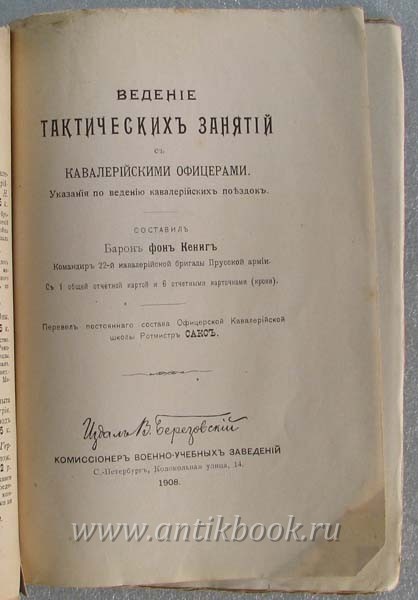 ВЕДЕНІЕ
ТАКТИЧЕСКИХЪ ЗАНЯТІЙ
СЪ
КАВАЛЕРІЙСКИМИ ОФИЦЕРАМИ.
Указанія по веденію кавалерійскихъ поѣздокъ.
СОСТАВИЛЪ
Баронъ фонъ Кенигъ
Командиръ 22-й кавалерійской бригады Прусской арміи.
Съ 1 общей отчетной картой и 6 отчетными карточками (кроки).
Перевелъ постояннаго состава Офицерской Кавалерійской
школы Ротмистръ САКСЪ.
Издалъ В. Березовскій
КОМИССІОНЕРЪ ВОЕННО-УЧЕБНЫХЪ ЗАВЕДЕНІЙ
С.-Петербургъ, Колокольная улица, 14.
1908.
www.antikbook.ru